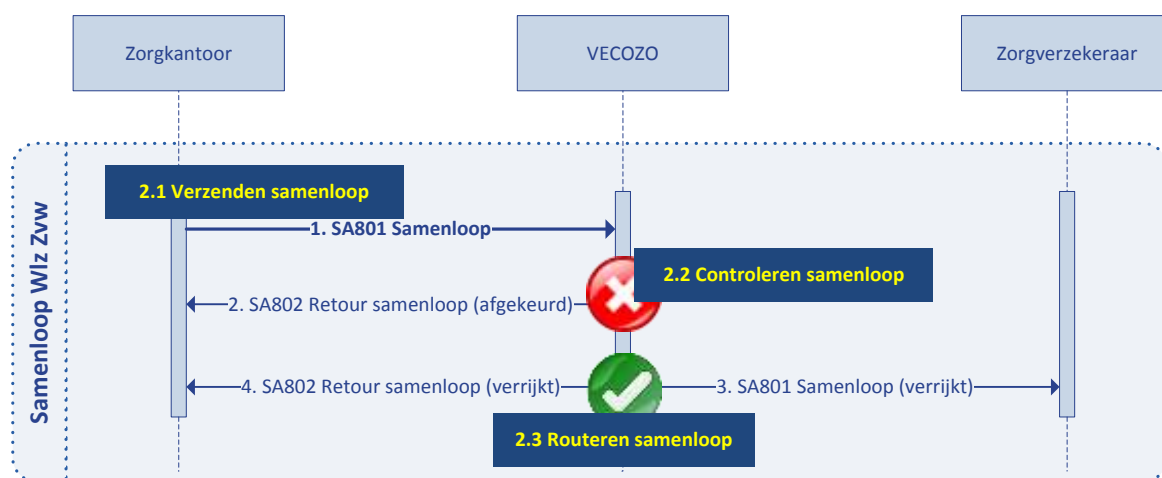 Zorgkantoor
VECOZO
Zorgverzekeraar
Samenloop Wlz Zvw
2.1 Verzenden samenloop
1. SA801 Samenloop
2.2 Controleren samenloop
2. SA802 Retour samenloop (afgekeurd)
4. SA802 Retour samenloop (verrijkt)
3. SA801 Samenloop (verrijkt)
2.3 Routeren samenloop